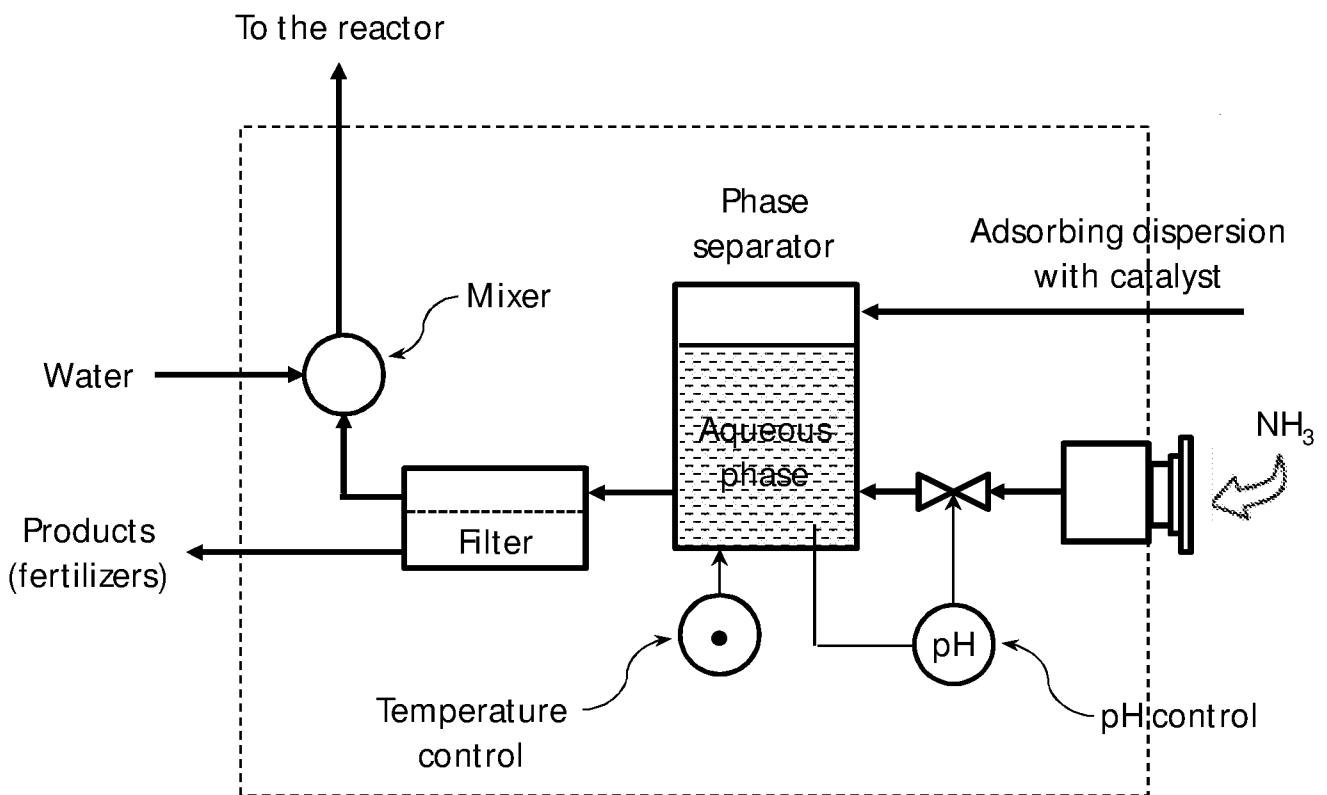 To the reactor
Phase
separator
Adsorbing dispersion
with catalyst
Mixer
Water
Aqueous
phase
NH₃
Products
(fertilizers)
Filter
pH
Temperature
control
pH control